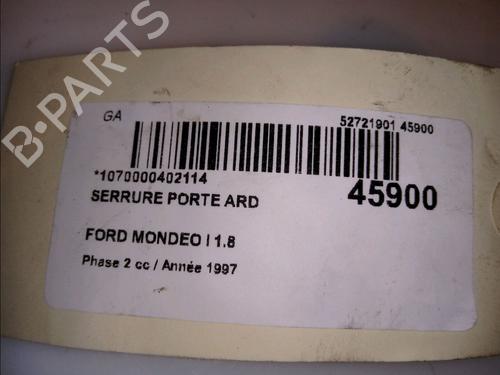 B-PARTS
GA
52721901 45900
*1070000402114
45900
SERRURE PORTE ARD
FORD MONDEO I 1.8
Phase 2 cc / Année 1997